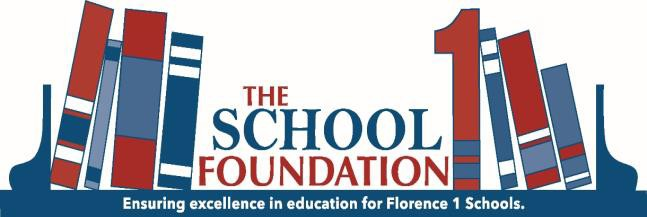 THE
SCHOOL
FOUNDATION
1
Ensuring excellence in education for Florence 1 Schools.